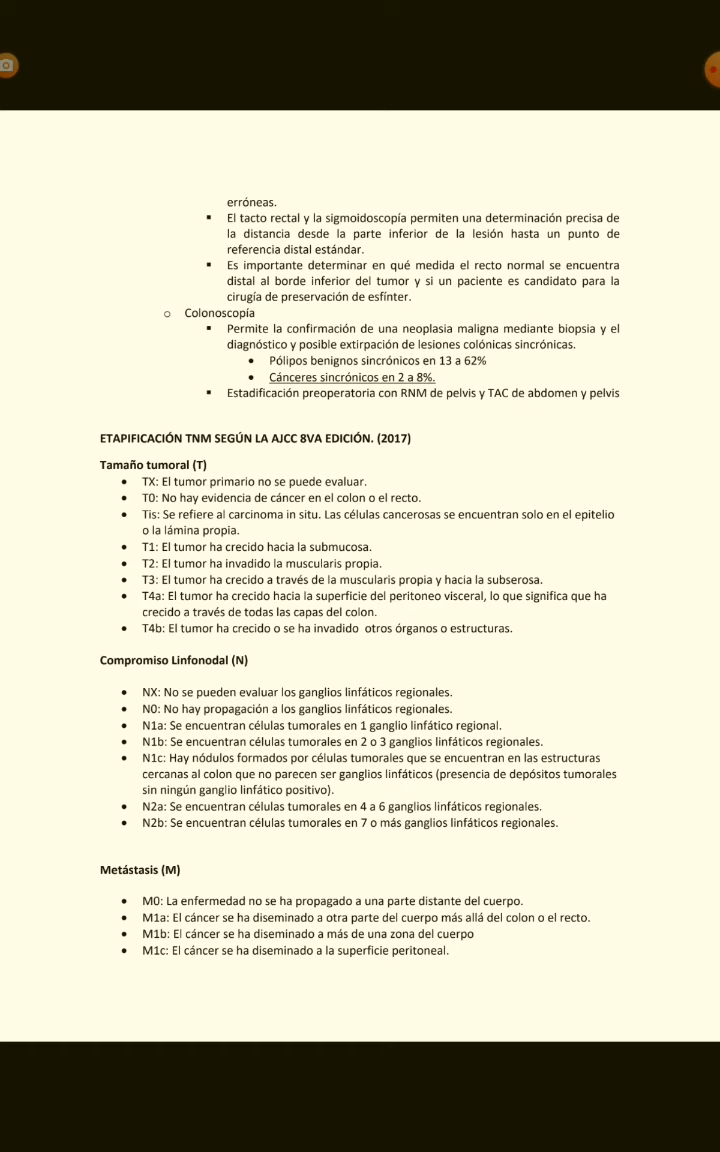 erróneas.
▪ El tacto rectal y la sigmoidoscopía permiten una determinación precisa de
la distancia desde la parte inferior de la lesión hasta un punto de
referencia distal estándar.
▪ Es importante determinar en qué medida el recto normal se encuentra
distal al borde inferior del tumor y si un paciente es candidato para la
cirugía de preservación de esfínter.
o Colonoscopía
▪ Permite la confirmación de una neoplasia maligna mediante biopsia y el
diagnóstico y posible extirpación de lesiones colónicas sincrónicas.
• Pólipos benignos sincrónicos en 13 a 62%
• Cánceres sincrónicos en 2 a 8%.
▪ Estadificación preoperatoria con RNM de pelvis y TAC de abdomen y pelvis
ETAPIFICACIÓN TNM SEGÚN LA AJCC 8VA EDICIÓN. (2017)
Tamaño tumoral (T)
• TX: El tumor primario no se puede evaluar.
• T0: No hay evidencia de cáncer en el colon o el recto.
• Tis: Se refiere al carcinoma in situ. Las células cancerosas se encuentran solo en el epitelio
o la lámina propia.
• T1: El tumor ha crecido hacia la submucosa.
• T2: El tumor ha invadido la muscularis propia.
• T3: El tumor ha crecido a través de la muscularis propia y hacia la subserosa.
• T4a: El tumor ha crecido hacia la superficie del peritoneo visceral, lo que significa que ha
crecido a través de todas las capas del colon.
• T4b: El tumor ha crecido o se ha invadido otros órganos o estructuras.
Compromiso Linfonodal (N)
• NX: No se pueden evaluar los ganglios linfáticos regionales.
• N0: No hay propagación a los ganglios linfáticos regionales.
• N1a: Se encuentran células tumorales en 1 ganglio linfático regional.
• N1b: Se encuentran células tumorales en 2 o 3 ganglios linfáticos regionales.
• N1c: Hay nódulos formados por células tumorales que se encuentran en las estructuras
cercanas al colon que no parecen ser ganglios linfáticos (presencia de depósitos tumorales
sin ningún ganglio linfático positivo).
• N2a: Se encuentran células tumorales en 4 a 6 ganglios linfáticos regionales.
• N2b: Se encuentran células tumorales en 7 o más ganglios linfáticos regionales.
Metástasis (M)
• M0: La enfermedad no se ha propagado a una parte distante del cuerpo.
• M1a: El cáncer se ha diseminado a otra parte del cuerpo más allá del colon o el recto.
• M1b: El cáncer se ha diseminado a más de una zona del cuerpo
• M1c: El cáncer se ha diseminado a la superficie peritoneal.